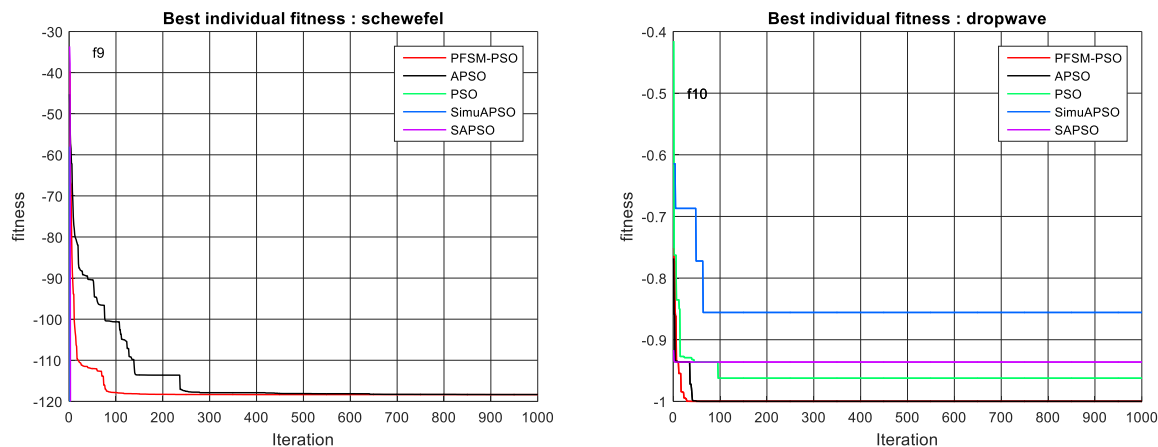 Best individual fitness : schewefel
-30
-40
-50
-60
-70
-80
-90
-100
-110
-120
fitness
f9
PFSM-PSO
APSO
PSO
SimuAPSO
SAPSO
0 100 200 300 400 500 600 700 800 900 1000
Iteration
Best individual fitness : dropwave
-0.4
-0.5
-0.6
-0.7
-0.8
-0.9
-1
fitness
f10
PFSM-PSO
APSO
PSO
SimuAPSO
SAPSO
0 100 200 300 400 500 600 700 800 900 1000
Iteration